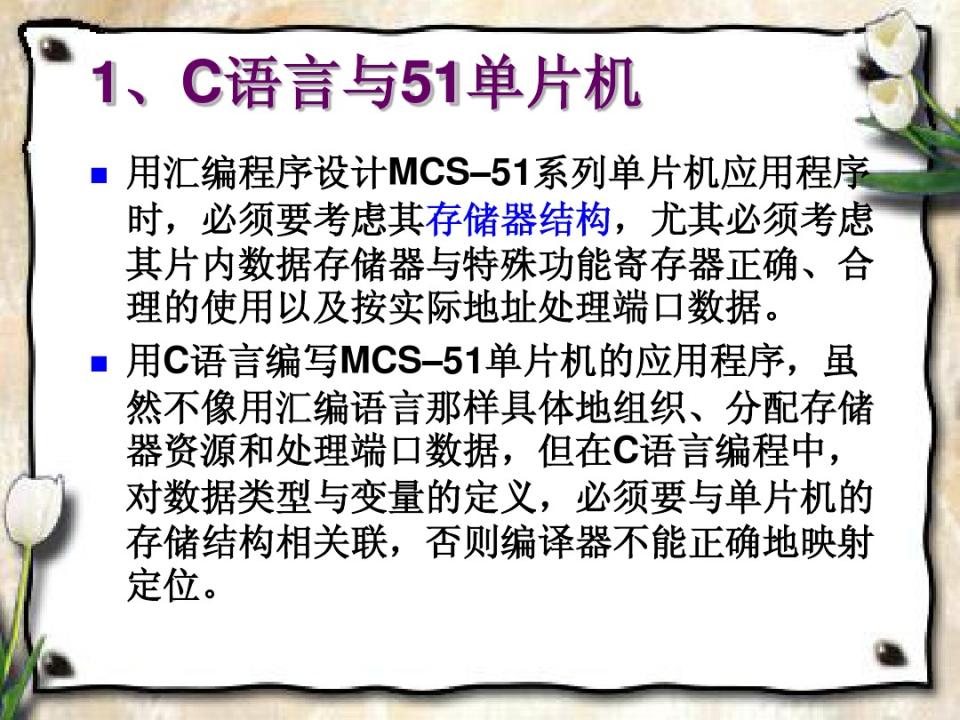 1、C语言与51单片机
用汇编程序设计MCS–51系列单片机应用程序
时，必须要考虑其存储器结构，尤其必须考虑
其片内数据存储器与特殊功能寄存器正确、合
理的使用以及按实际地址处理端口数据。
用C语言编写MCS–51单片机的应用程序，虽
然不像用汇编语言那样具体地组织、分配存储
器资源和处理端口数据，但在C语言编程中，
对数据类型与变量的定义，必须要与单片机的
存储结构相关联，否则编译器不能正确地映射
定位。